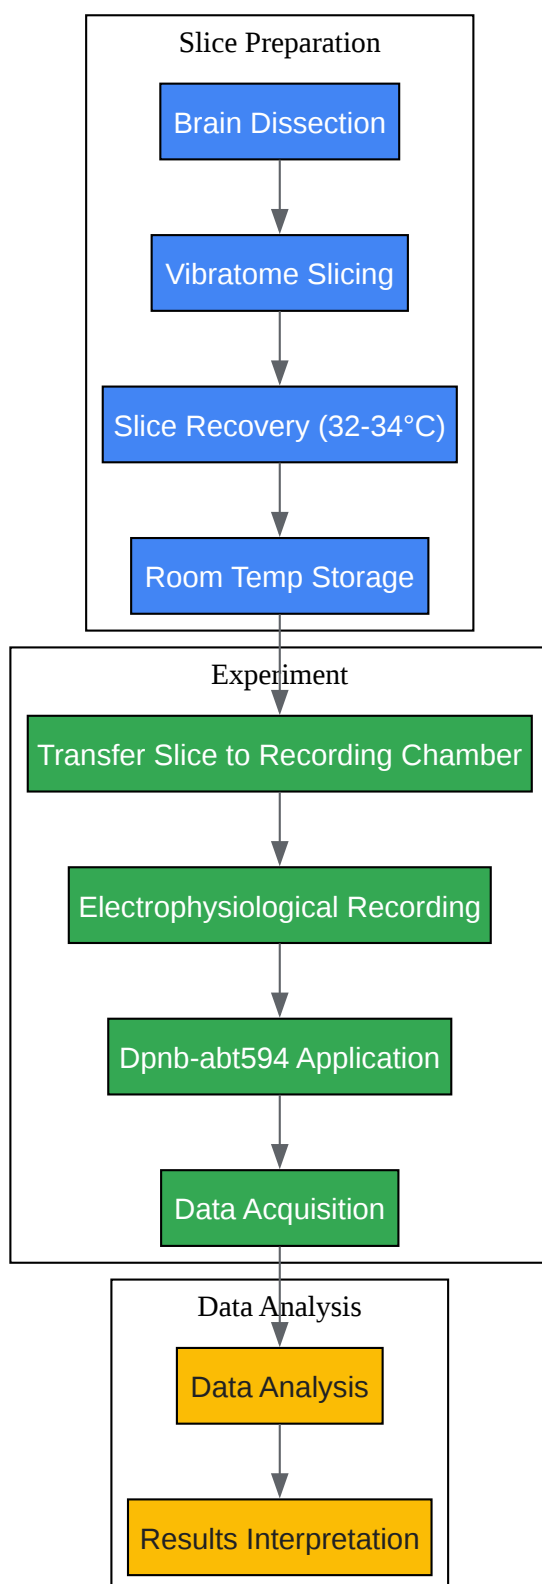 Slice Preparation
Brain Dissection
Vibratome Slicing
Slice Recovery (32-34°C)
Room Temp Storage
Experiment
Transfer Slice to Recording Chamber
Electrophysiological Recording
Dpnb-abt594 Application
Data Acquisition
Data Analysis
Data Analysis
Results Interpretation